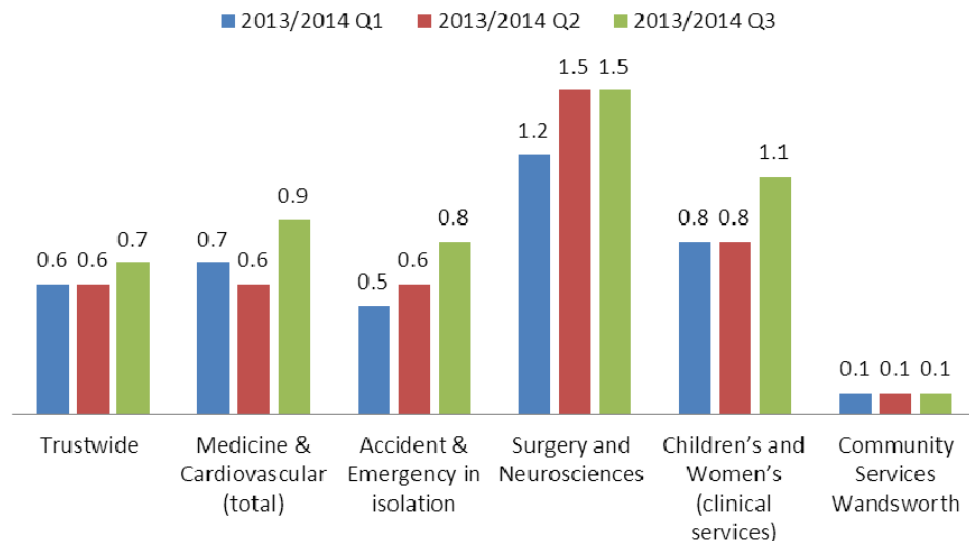 2013/2014 Q1 2013/2014 Q2 2013/2014 Q3
0.6 0.6 0.7
0.7 0.6 0.9
0.5 0.6 0.8
1.2 1.5 1.5
0.8 0.8 1.1
0.1 0.1 0.1
Trustwide
Medicine &
Cardiovascular
(total)
Accident &
Emergency in
isolation
Surgery and
Neurosciences
Children’s and
Women’s
(clinical
services)
Community
Services
Wandsworth